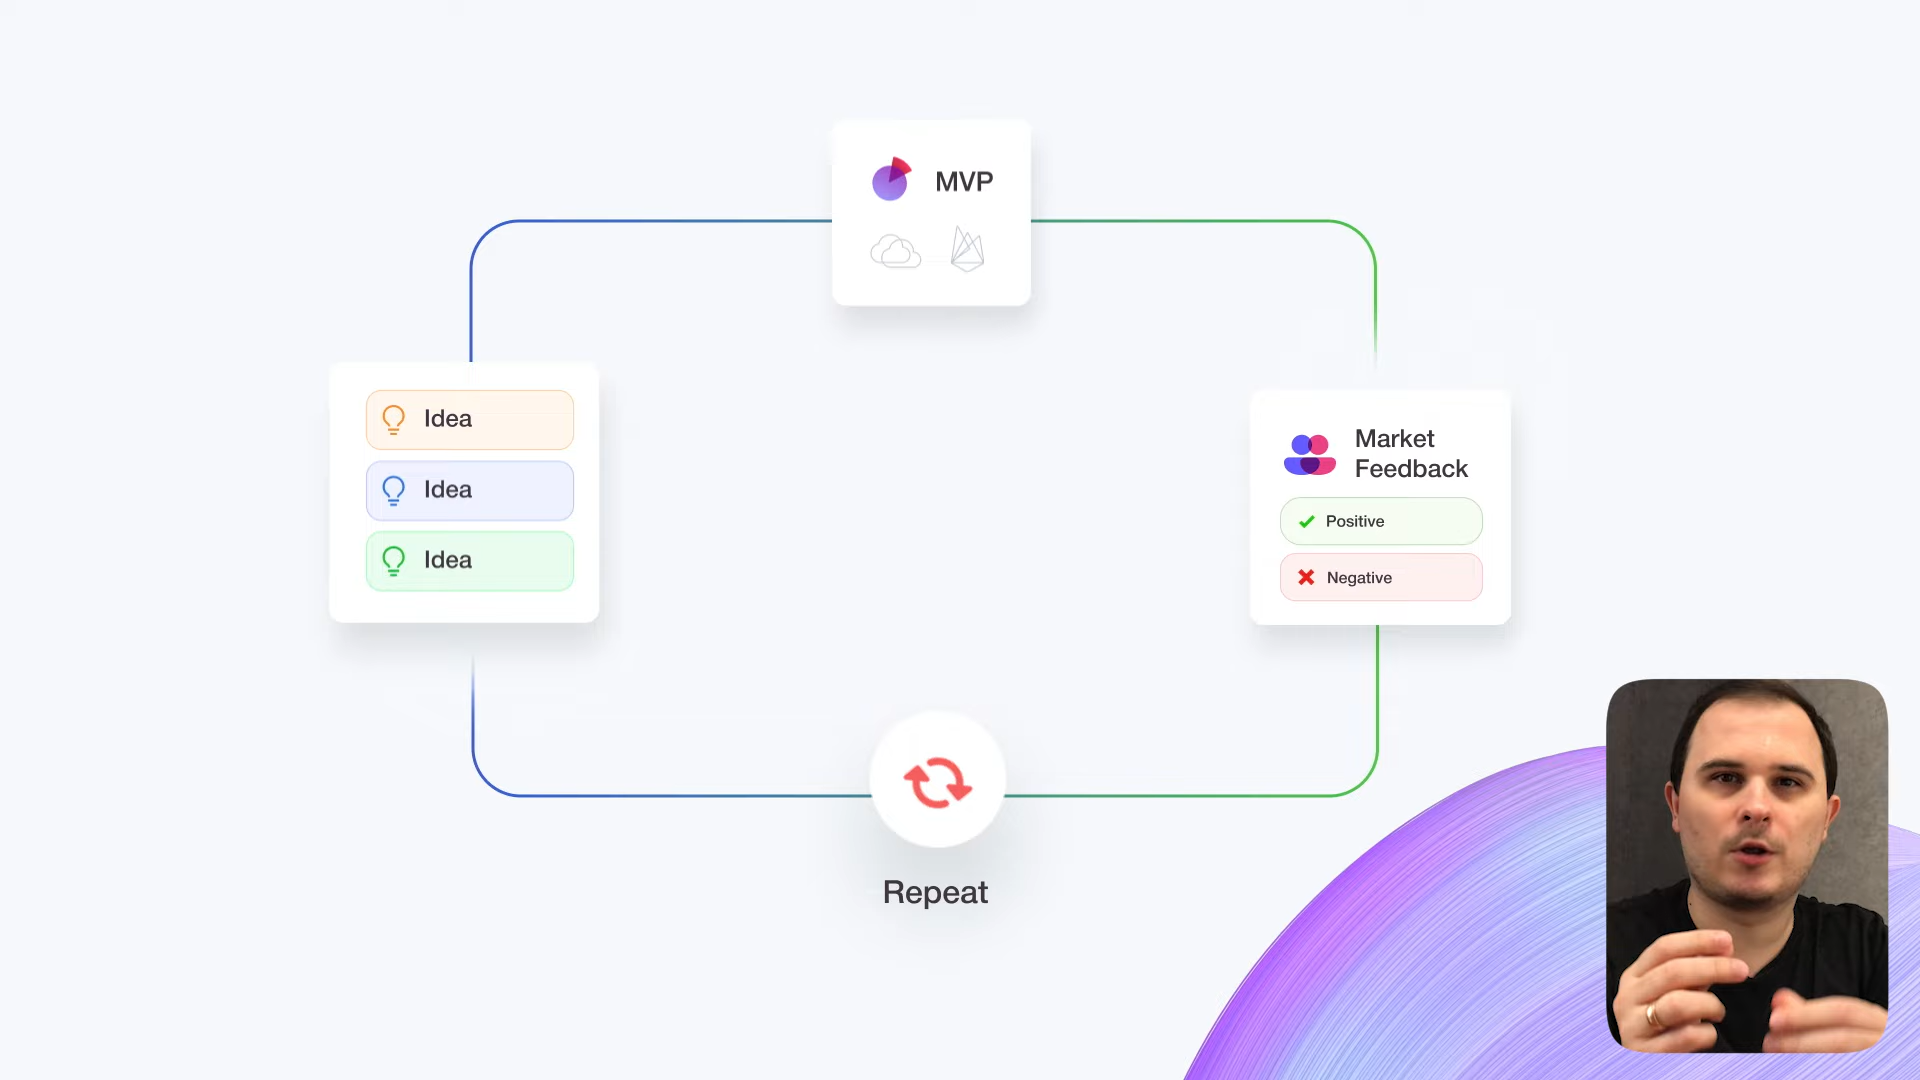 MVP
Idea
Idea
Idea
Market
Feedback
Positive
Negative
Repeat